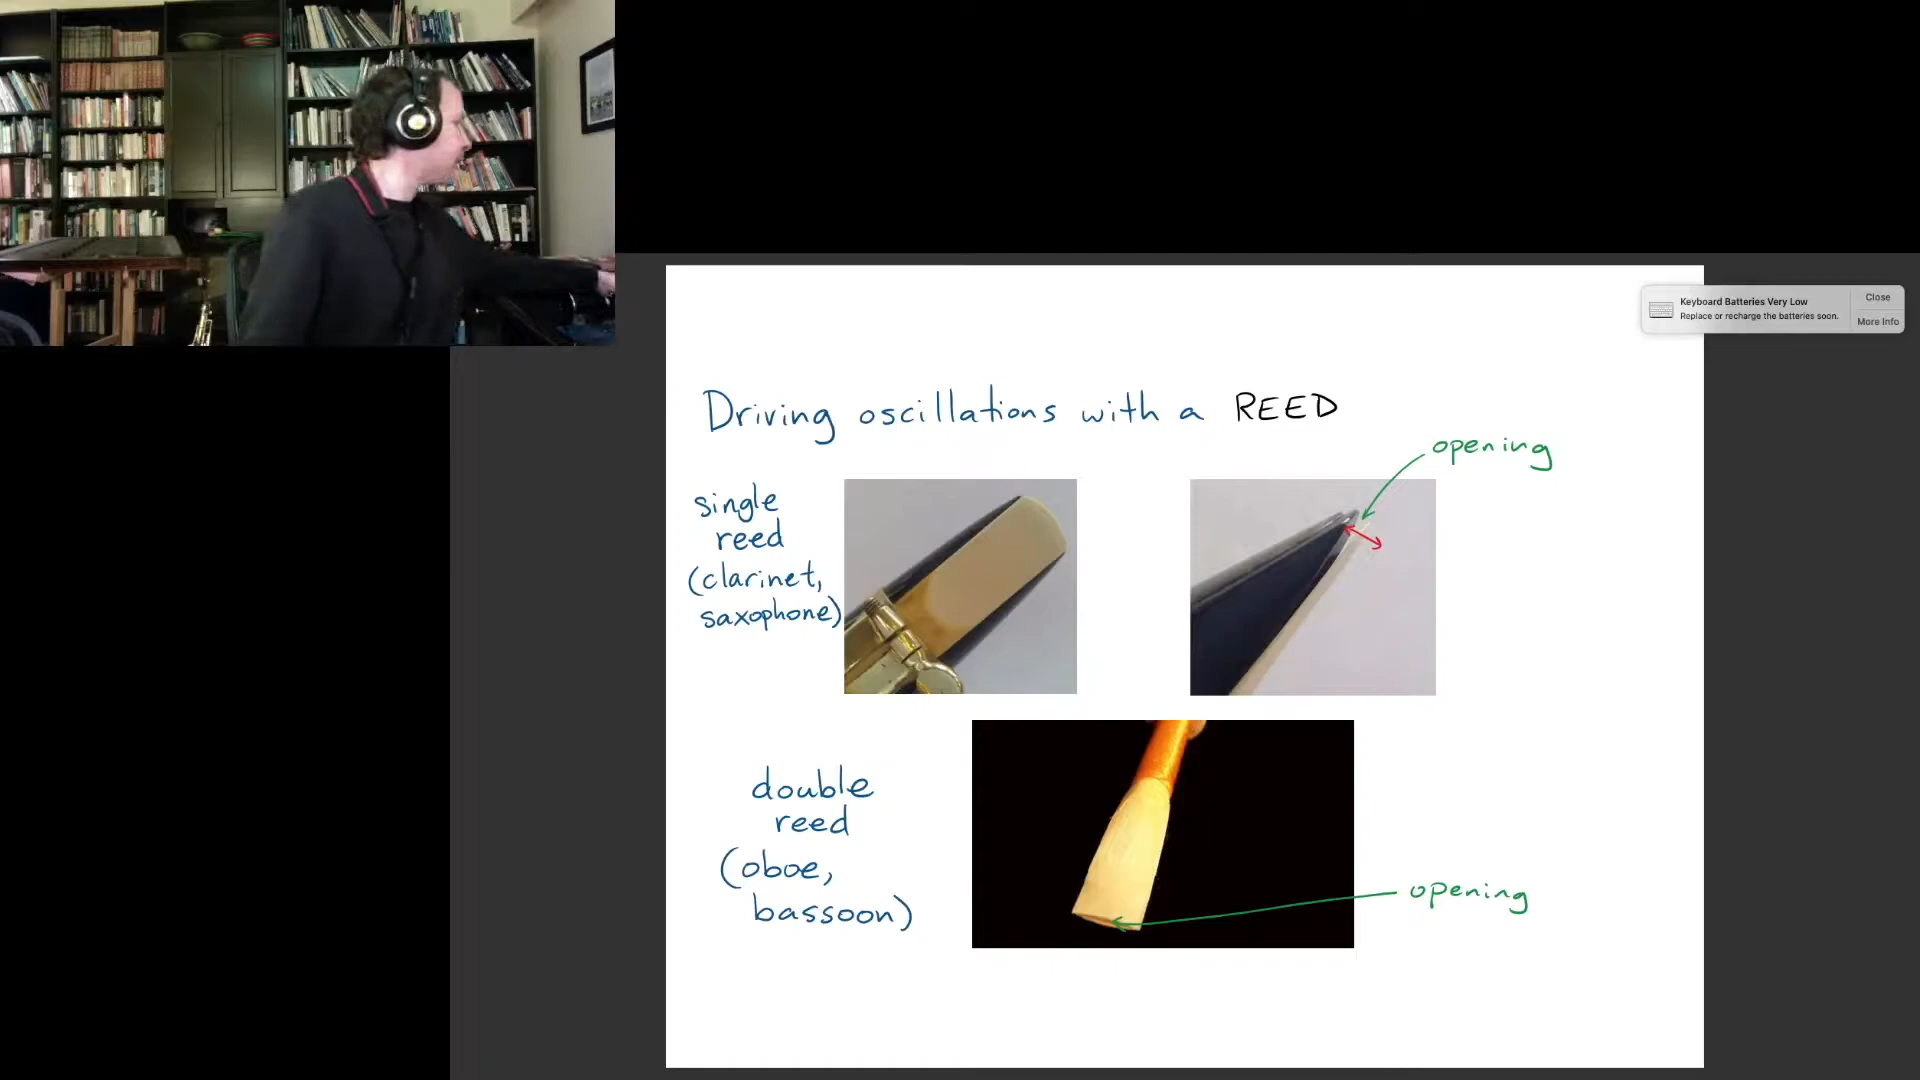 Keyboard Batteries Very Low
Close
Replace or recharge the batteries soon.
More Info
Driving oscillations with a REED
opening
single
reed
(clarinet,
saxophone)
double
reed
(oboe,
bassoon)
opening